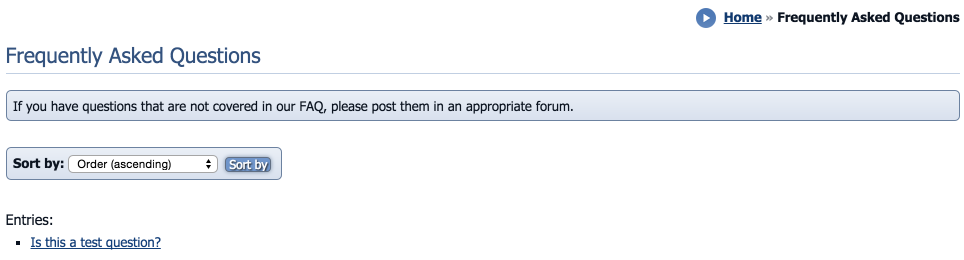 Home » Frequently Asked Questions
Frequently Asked Questions
If you have questions that are not covered in our FAQ, please post them in an appropriate forum.
Sort by: Order (ascending) Sort by
Entries:
Is this a test question?